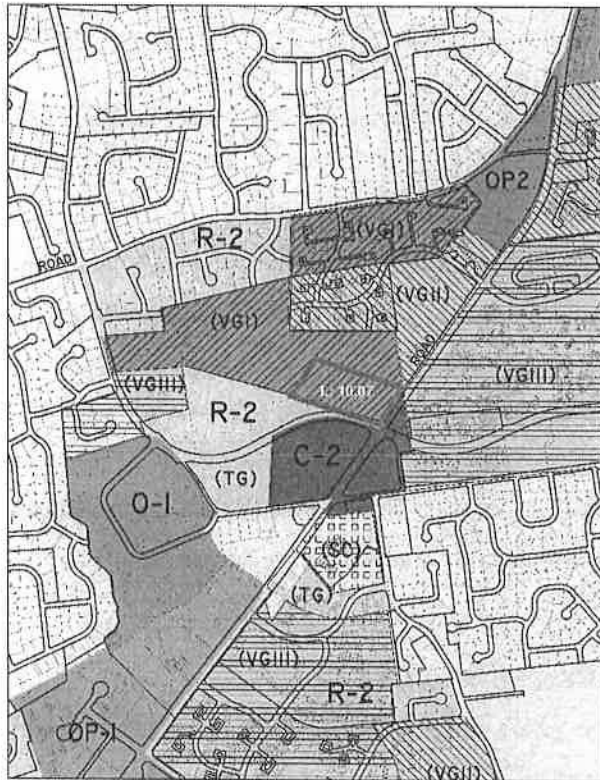 OP2
R-2
(VGI)
ROAD
(VGI)
(VGII)
ROAD
(VGIII)
(VGIII)
R-2
C-2
(TG)
O-1
(SC)
(TG)
(VGIII)
R-2
OP-1
(VGII)